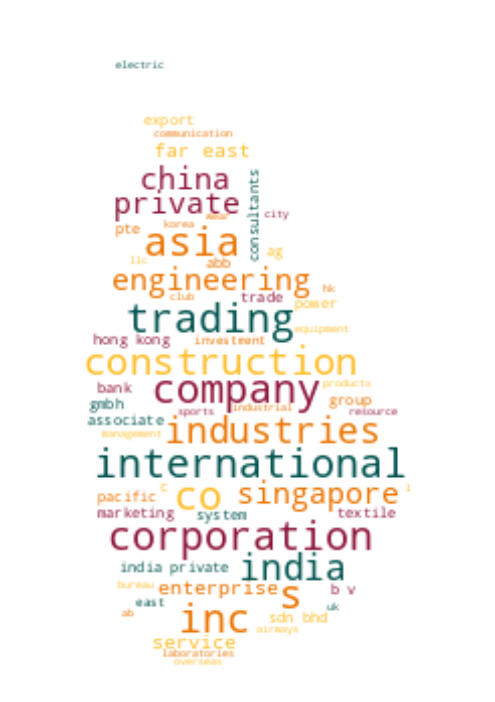 electric
export
communication
far east
china
consultants
private
wear
city
korea
pte
asia
ag
llc
abb
engineering
hk
club
trade
power
trading
equipment
hong kong
investment
construction
company
products
bank
gmbh
group
sports
industrial
resource
associate
management
industries
international
c
i
pacific
co
singapore
marketing
system
textile
corporation
india private
india
bureau
enterprise
s
b v
east
uk
ab
inc
sdn bhd
airways
service
laboratories
overseas